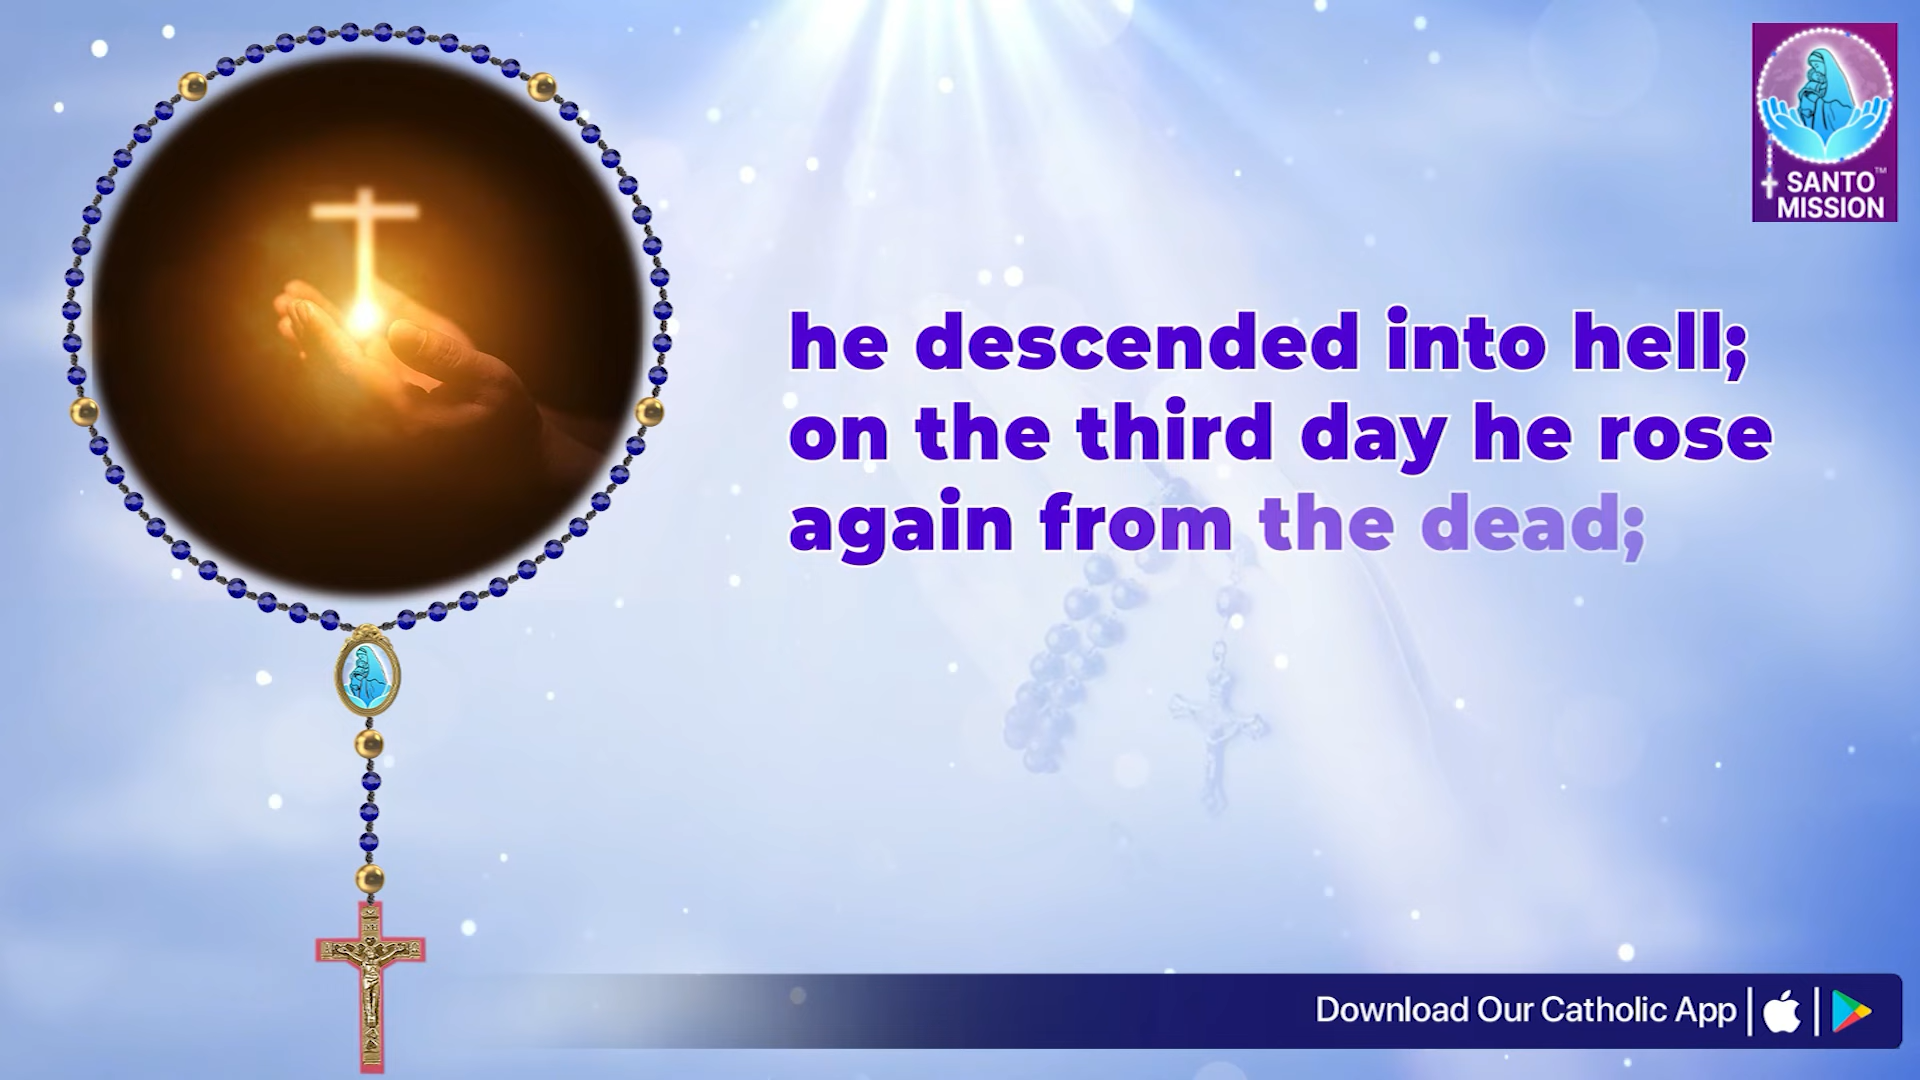 SANTO™
MISSION
he descended into hell;
on the third day he rose
again from the dead;
Download Our Catholic App